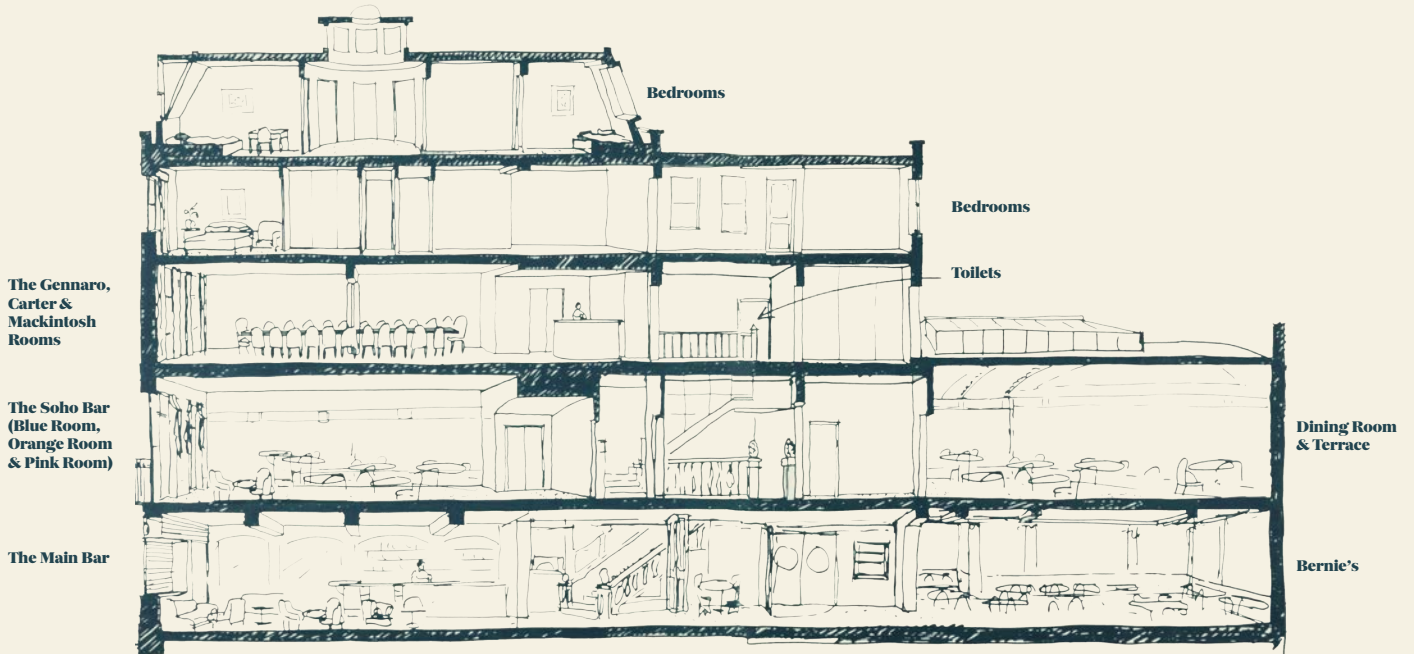 Bedrooms
Bedrooms
Toilets
The Gennaro,
Carter &
Mackintosh
Rooms
The Soho Bar
(Blue Room,
Orange Room
& Pink Room)
Dining Room
& Terrace
The Main Bar
Bernie’s